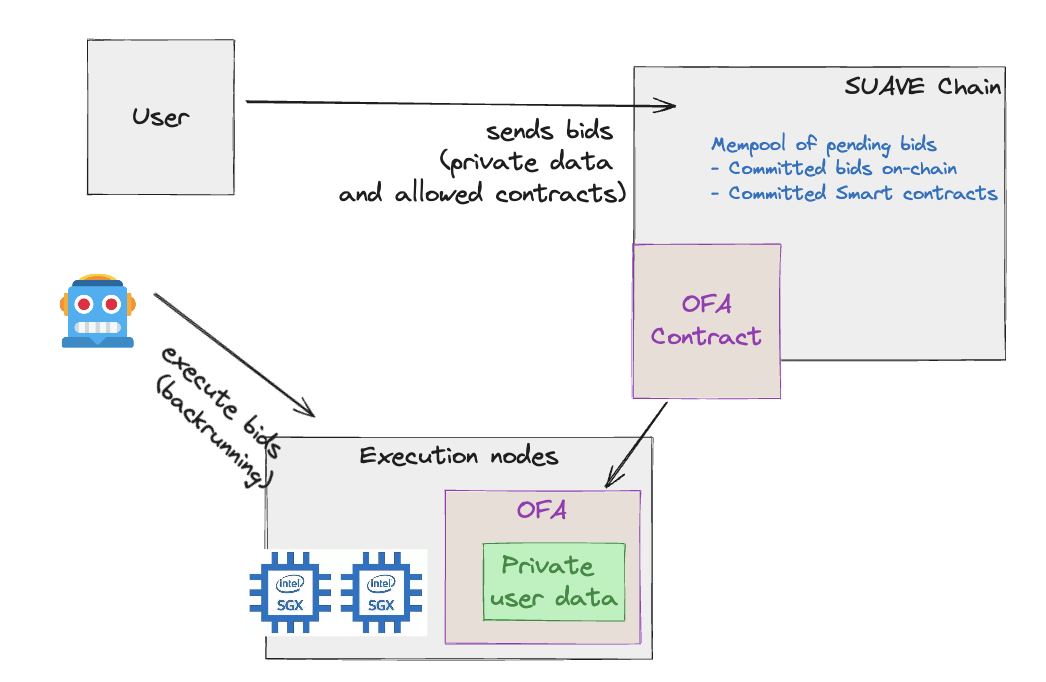 User
SUAVE Chain
sends bids
(private data
and allowed contracts)
Mempool of pending bids
- Committed bids on-chain
- Committed Smart contracts
OFA
Contract
execute bids
(backrunning)
Execution nodes
OFA
Private
user data
intel
SGX
intel
SGX